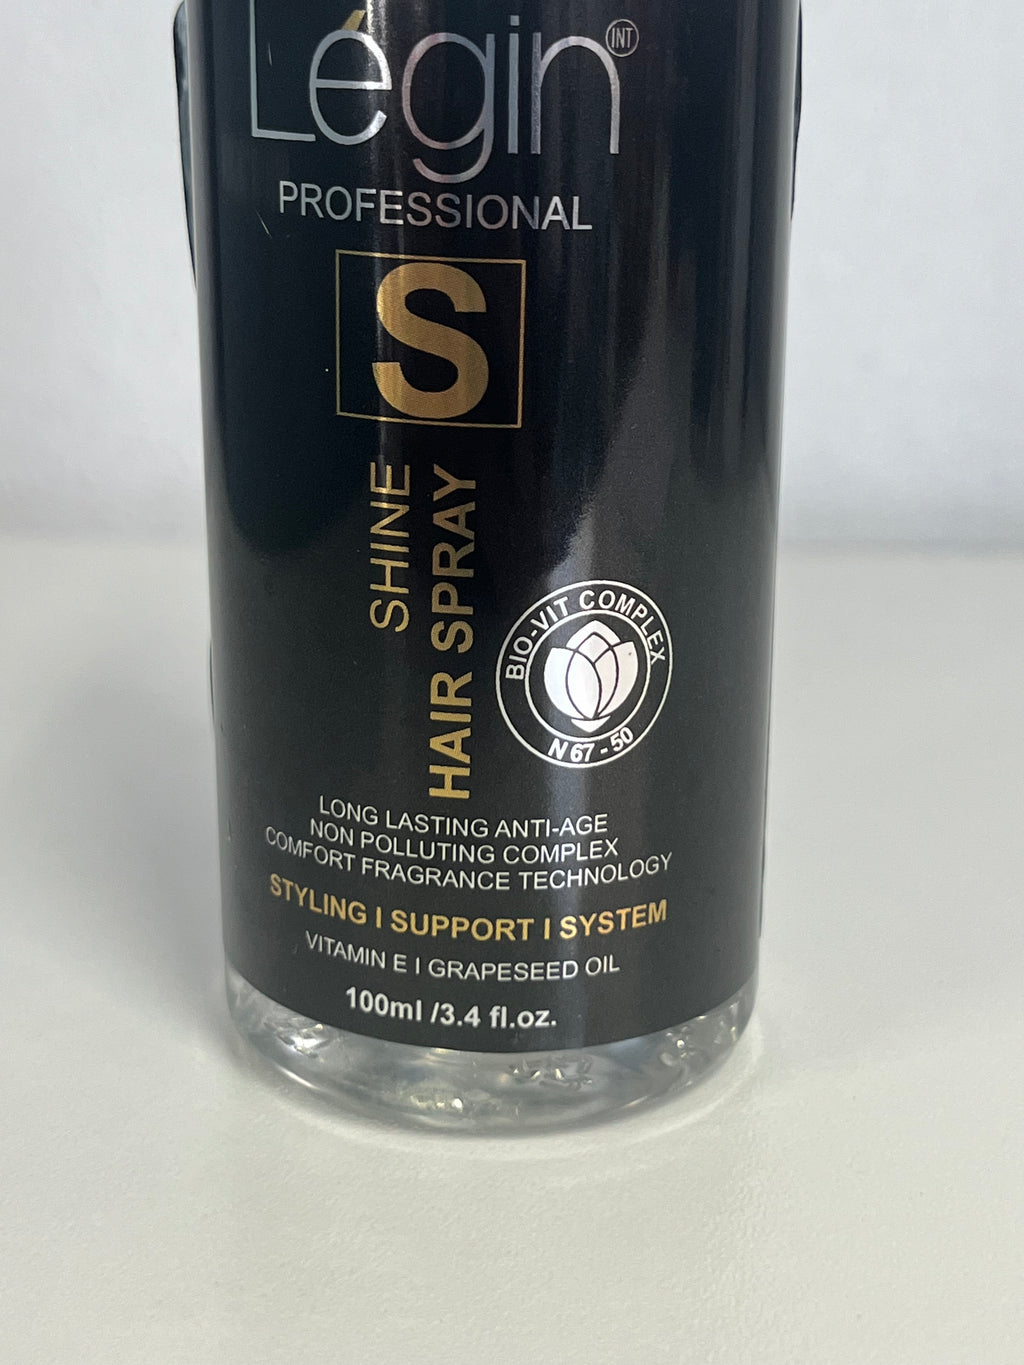 Légin INT
PROFESSIONAL
S
SHINE
HAIR SPRAY
BIO-VIT COMPLEX
N 67 - 50
LONG LASTING ANTI-AGE
NON POLLUTING COMPLEX
COMFORT FRAGRANCE TECHNOLOGY
STYLING I SUPPORT I SYSTEM
VITAMIN E I GRAPESEED OIL
100ml /3.4 fl.oz.